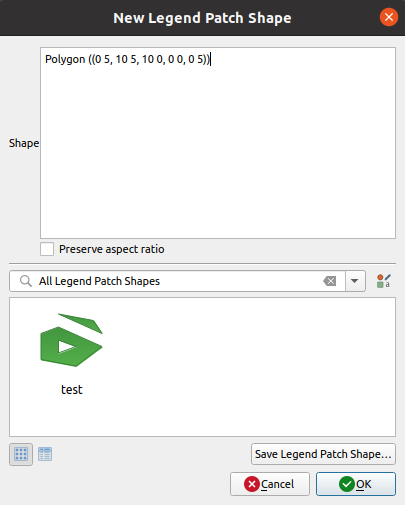 New Legend Patch Shape
Polygon ((0 5, 10 5, 10 0, 0 0, 0 5))
Shape
Preserve aspect ratio
All Legend Patch Shapes
test
Save Legend Patch Shape...
Cancel
OK